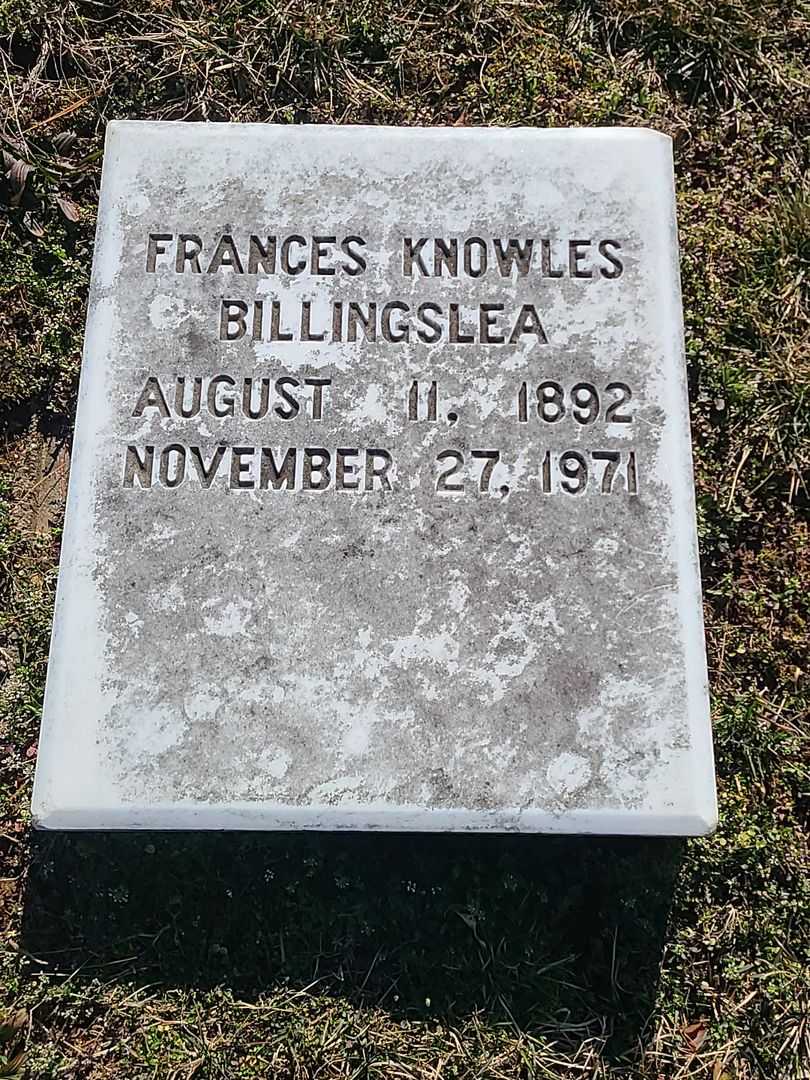 FRANCES KNOWLES
BILLINGSLEA
AUGUST 11, 1892
NOVEMBER 27, 1971